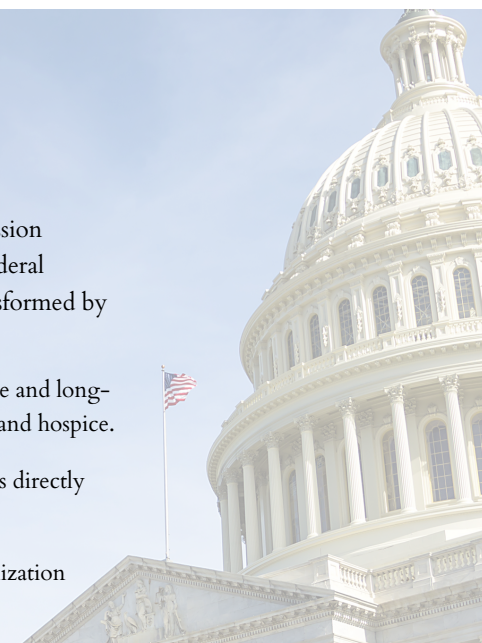 sion
deral
sformed by
e and long-
and hospice.
s directly
ization